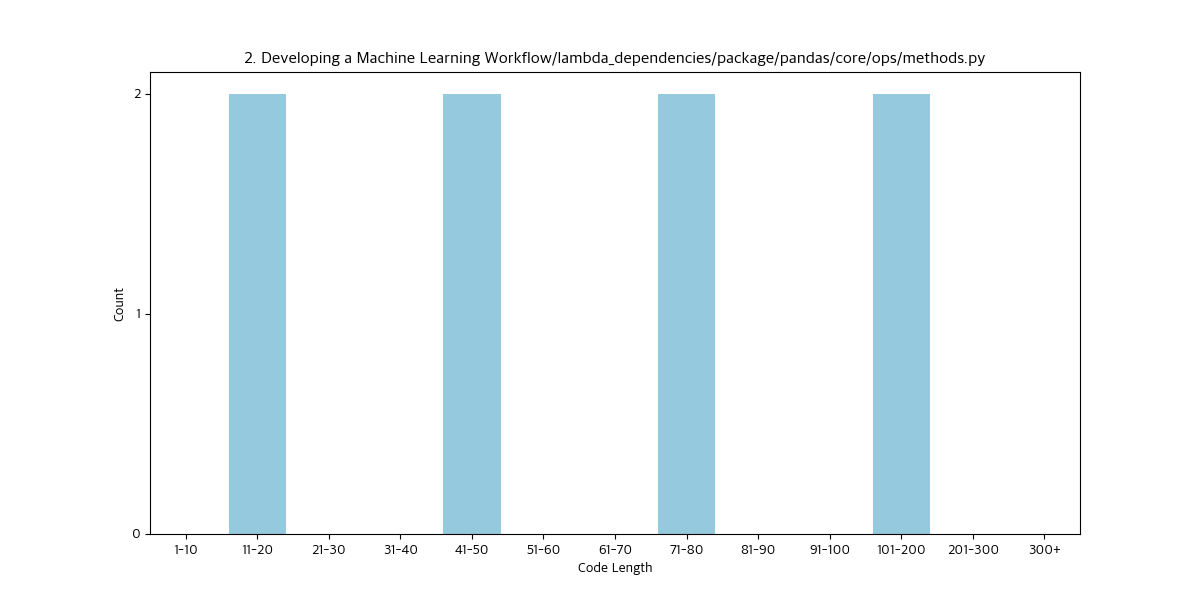 2. Developing a Machine Learning Workflow/lambda_dependencies/package/pandas/core/ops/methods.py
2
1
0
Count
1-10 11-20 21-30 31-40 41-50 51-60 61-70 71-80 81-90 91-100 101-200 201-300 300+
Code Length